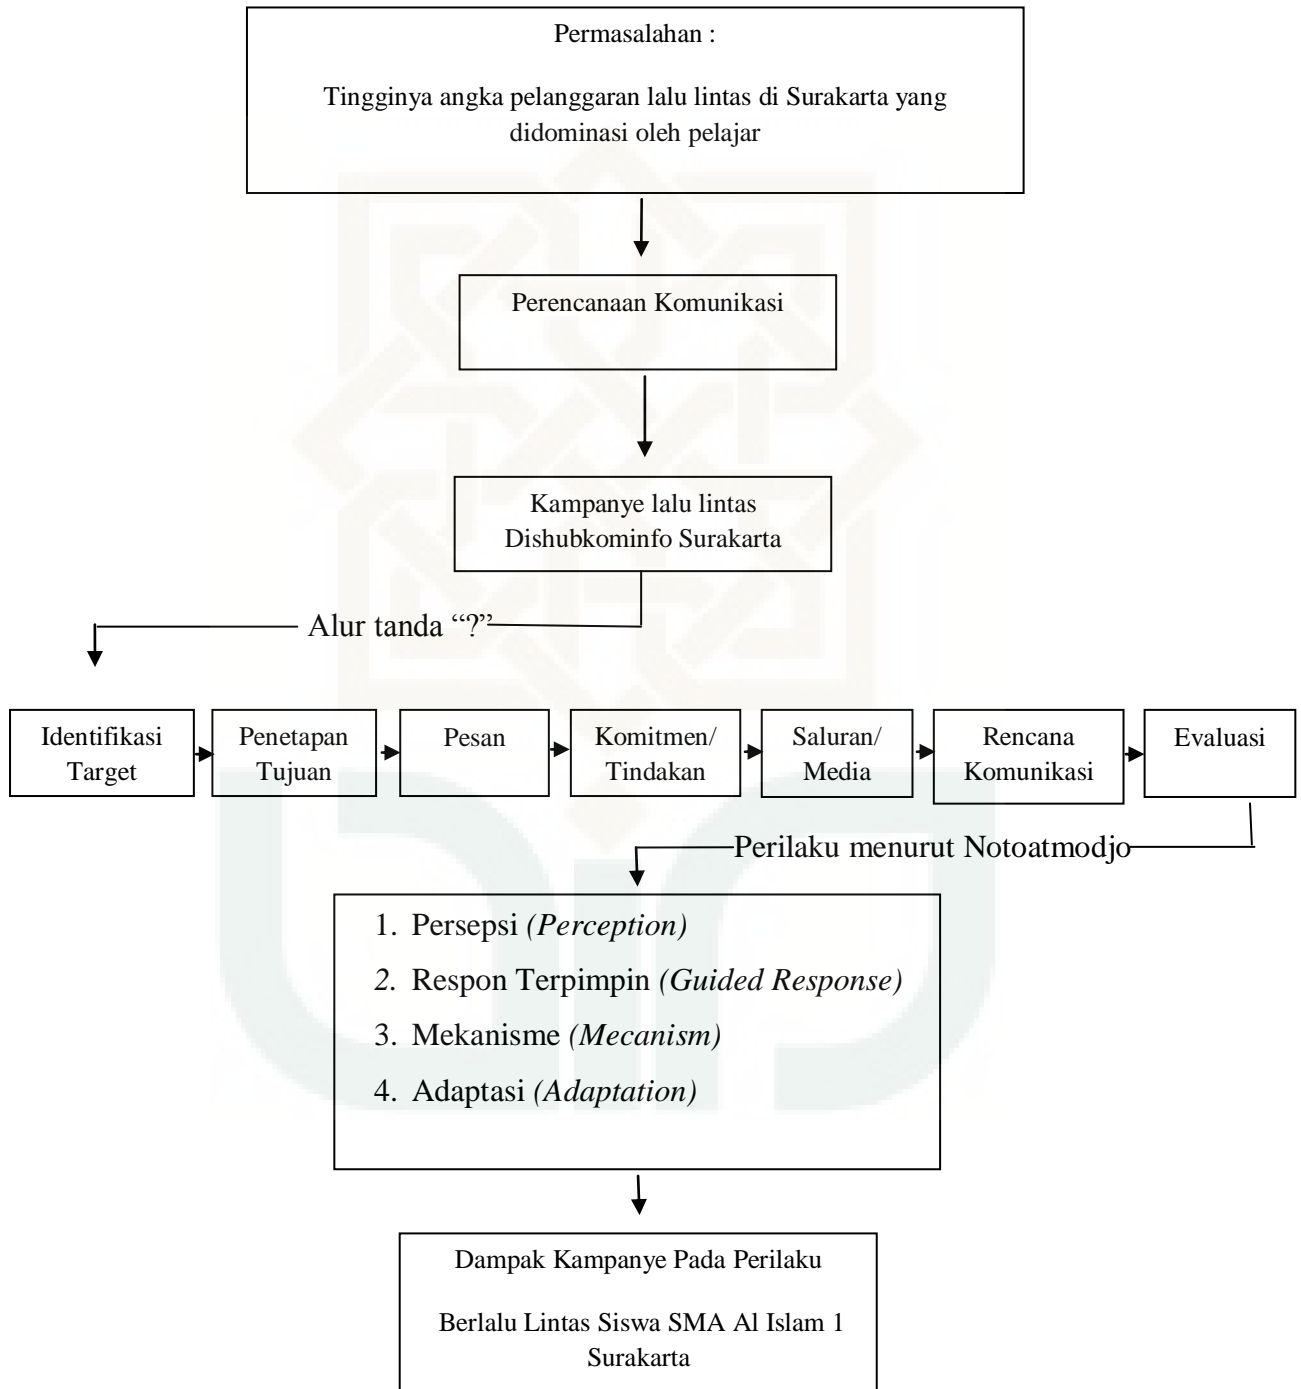 Permasalahan :
Tingginya angka pelanggaran lalu lintas di Surakarta yang
didominasi oleh pelajar
Perencanaan Komunikasi
Kampanye lalu lintas
Dishubkominfo Surakarta
Alur tanda “?”
Identifikasi
Target
Penetapan
Tujuan
Pesan
Komitmen/
Tindakan
Saluran/
Media
Rencana
Komunikasi
Evaluasi
Perilaku menurut Notoatmodjo
1. Persepsi (Perception)
2. Respon Terpimpin (Guided Response)
3. Mekanisme (Mecanism)
4. Adaptasi (Adaptation)
Dampak Kampanye Pada Perilaku
Berlalu Lintas Siswa SMA Al Islam 1
Surakarta